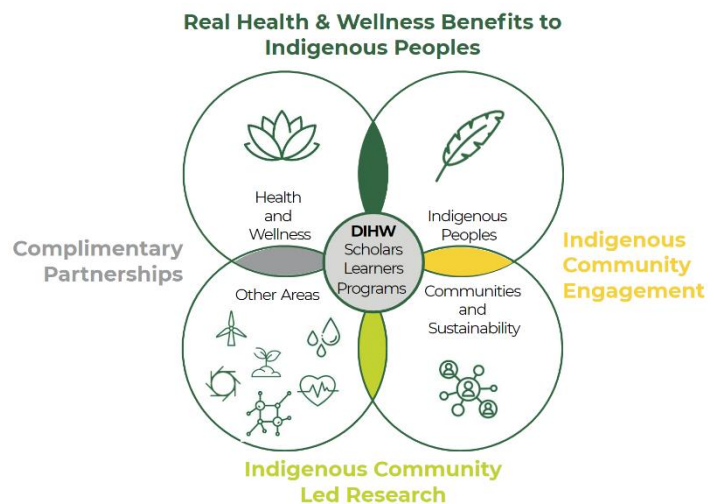 Real Health & Wellness Benefits to
Indigenous Peoples
Health
and
Wellness
Indigenous
Peoples
DIHW
Scholars
Learners
Programs
Complimentary
Partnerships
Indigenous
Community
Engagement
Other Areas
Communities
and
Sustainability
Indigenous Community
Led Research